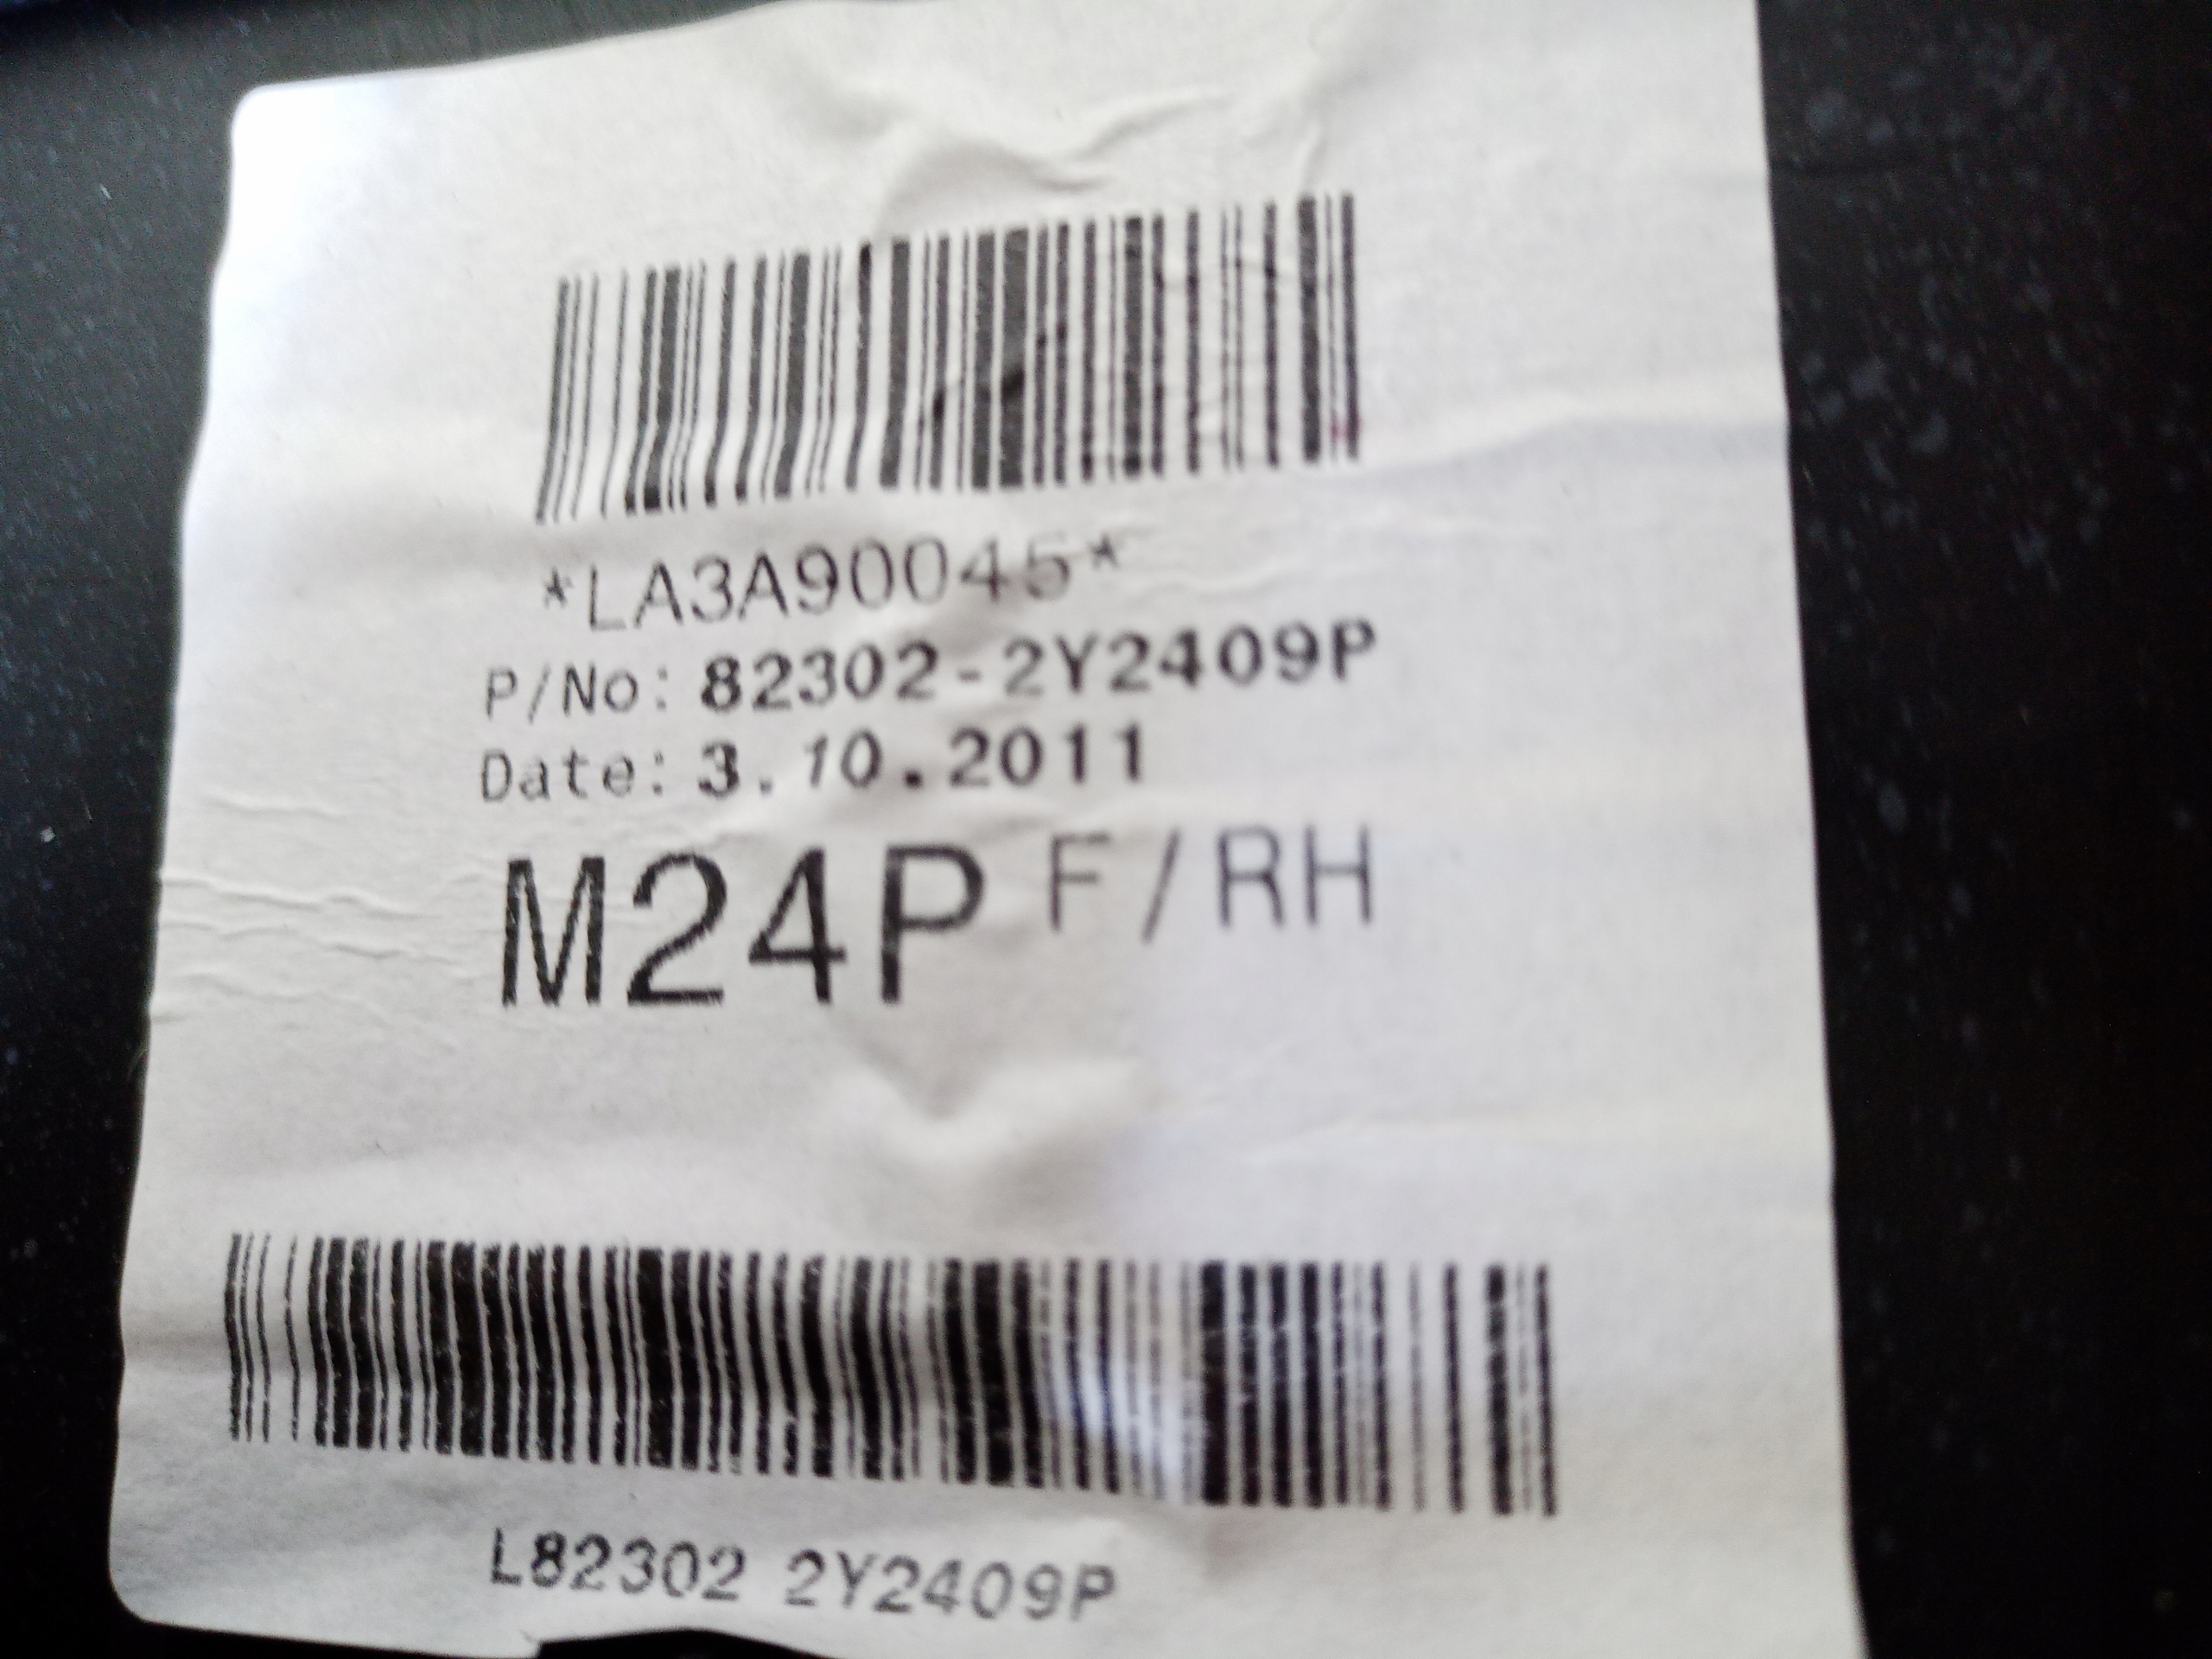 *LA3A90045*
P/No: 82302-2Y2409P
Date: 3.10.2011
M24P F/RH
L82302 2Y2409P